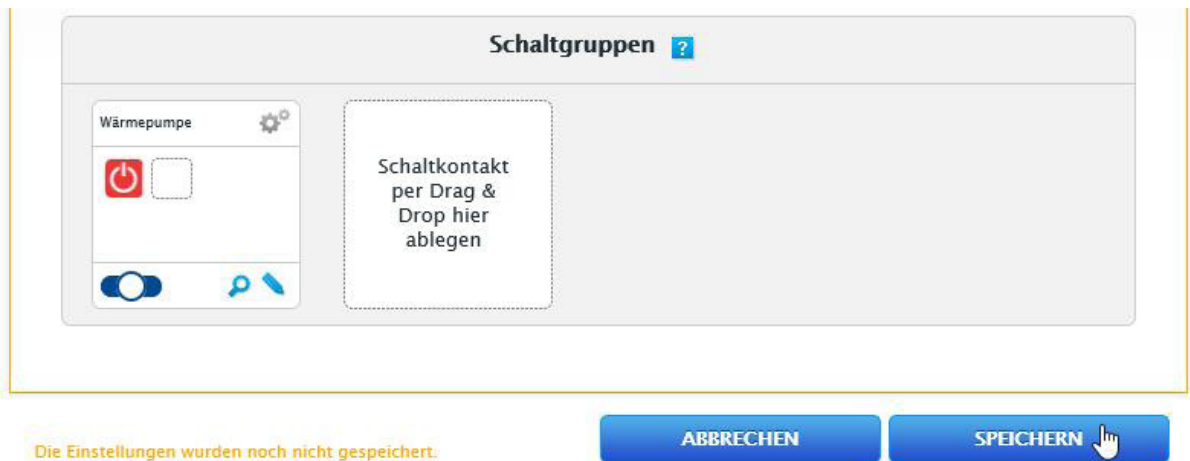 Schaltgruppen ?
Wärmepumpe
Schaltkontakt
per Drag &
Drop hier
ablegen
Die Einstellungen wurden noch nicht gespeichert.
ABBRECHEN
SPEICHERN